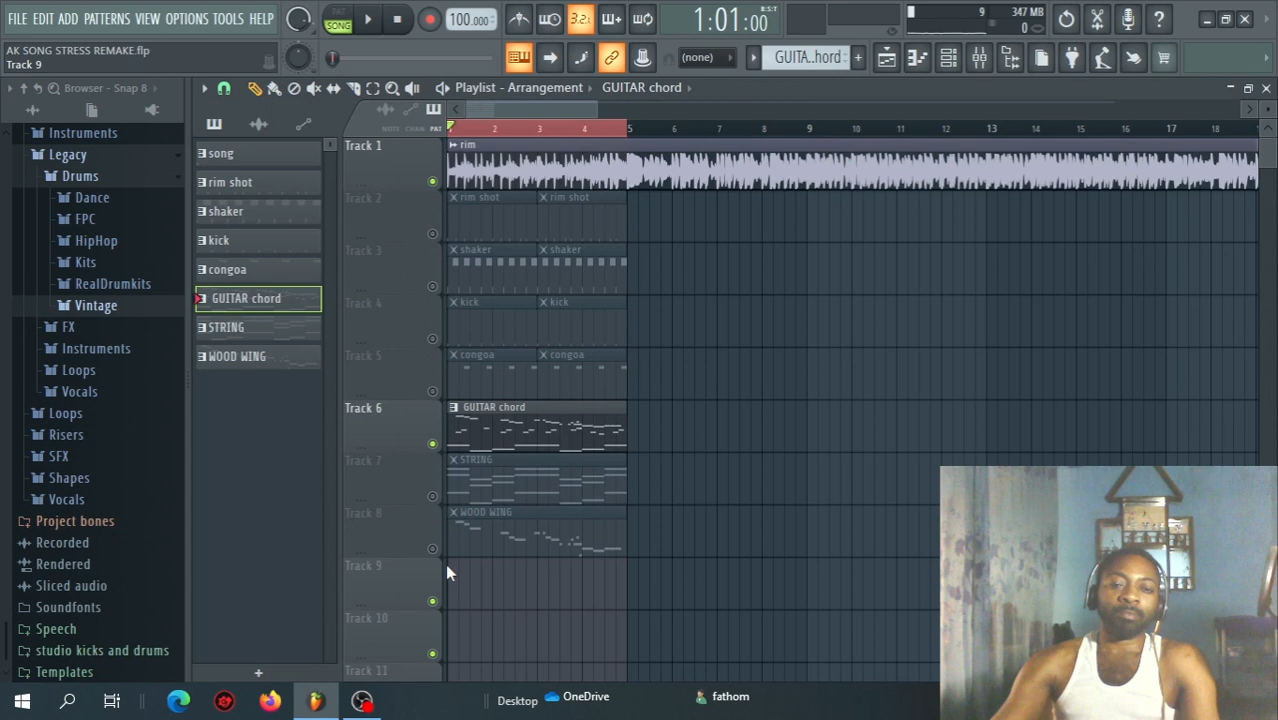 FILE EDIT ADD PATTERNS VIEW OPTIONS TOOLS HELP
AK SONG STRESS REMAKE.flp
Track 9
PAT
SONG
100.000
3.2:
1:01:00
B:S:T
9
347 MB
0
(none)
GUITA..hord
Browser - Snap 8
Playlist - Arrangement
GUITAR chord
NOTE CHAN PAT
Instruments
Legacy
Drums
Dance
FPC
HipHop
Kits
RealDrumkits
Vintage
FX
Instruments
Loops
Vocals
Loops
Risers
SFX
Shapes
Vocals
Project bones
Recorded
Rendered
Sliced audio
Soundfonts
Speech
studio kicks and drums
Templates
song
rim shot
shaker
kick
congoa
GUITAR chord
STRING
WOOD WING
2 3 4 5 6 7 8 9 10 11 12 13 14 15 16 17 18
Track 1
rim
Track 2
rim shot
rim shot
Track 3
shaker
shaker
Track 4
kick
kick
Track 5
congoa
congoa
Track 6
GUITAR chord
Track 7
STRING
Track 8
WOOD WING
Track 9
Track 10
Track 11
Desktop
OneDrive
fathom